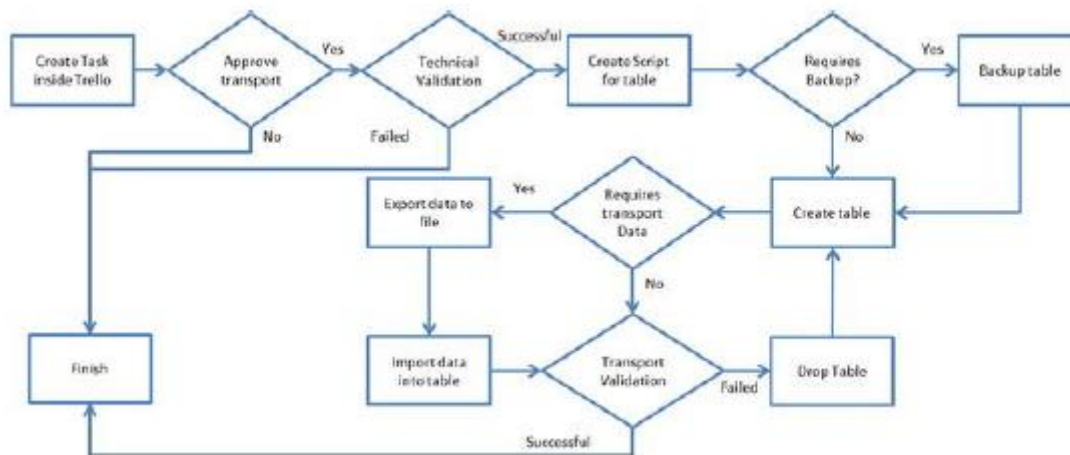 Create Task
inside Trello
Approve
transport
Yes
Technical
Validation
Successful
Create Script
for table
Requires
Backup?
Yes
Backup table
No
Failed
No
Export data to
file
Yes
Requires
transport
Data
Create table
No
Finish
Import data
into table
Transport
Validation
Failed
Drop Table
Successful